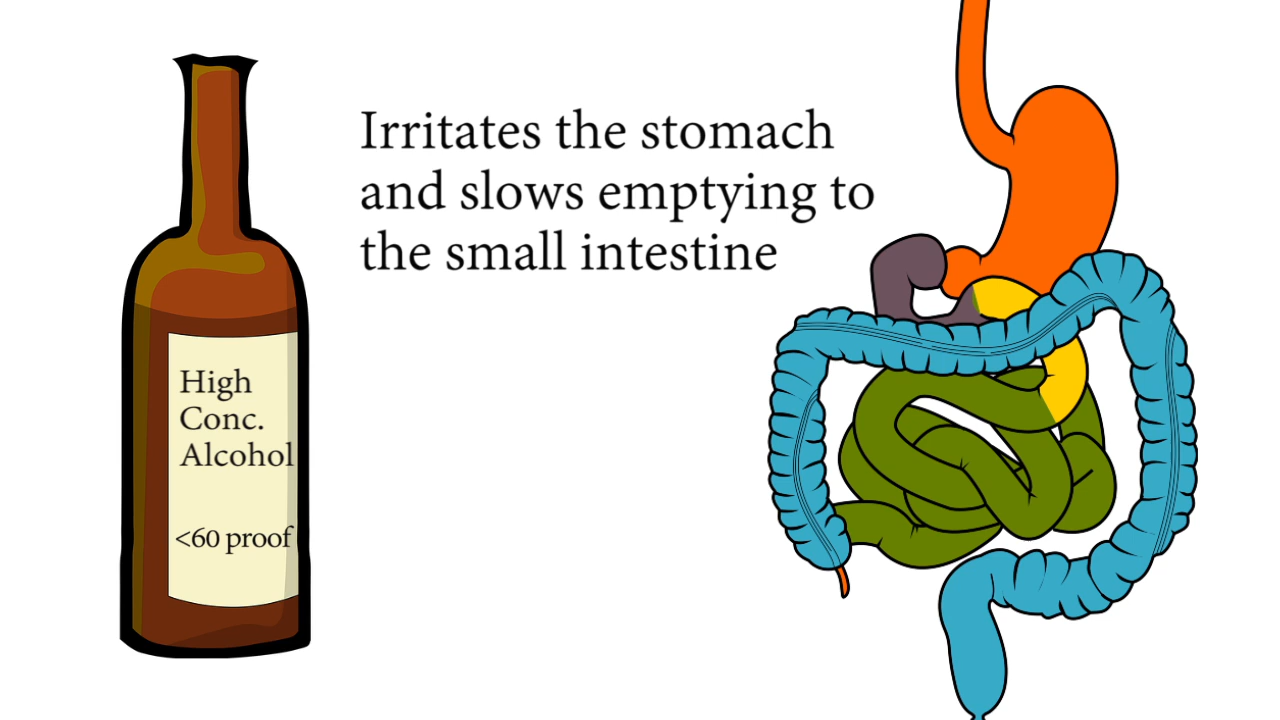 Irritates the stomach
and slows emptying to
the small intestine
High
Conc.
Alcohol
<60 proof